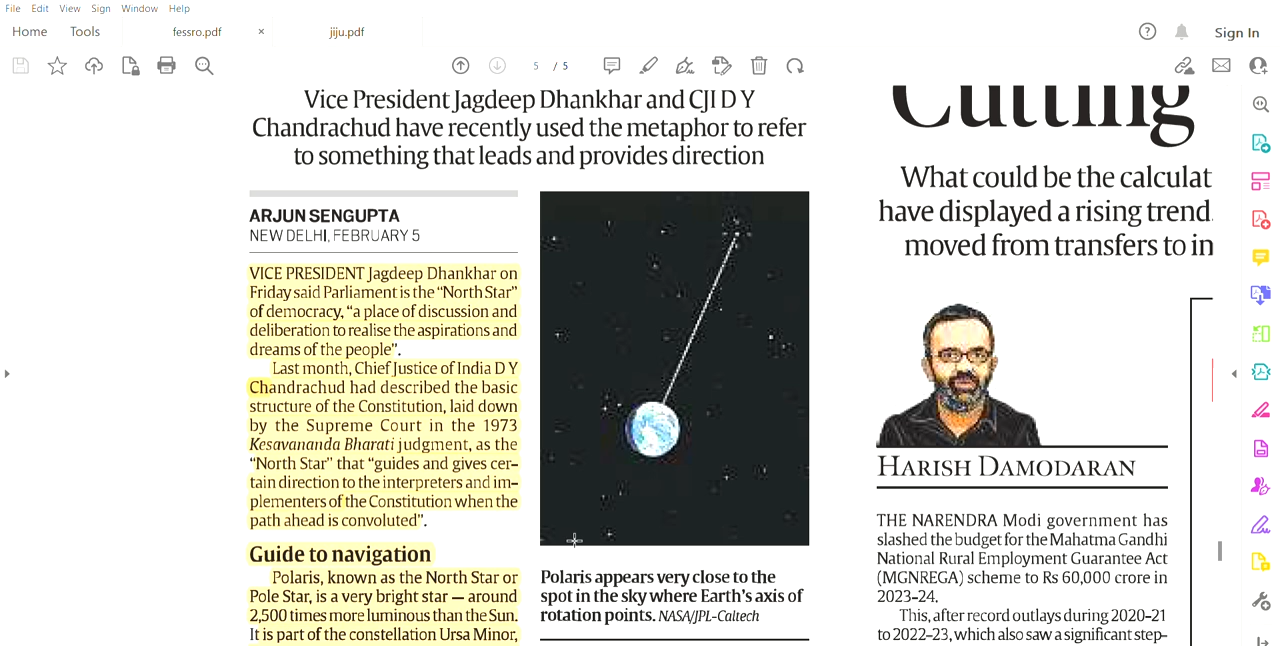 File Edit View Sign Window Help
Home Tools fessro.pdf × jiju.pdf Sign In
5 / 5
Vice President Jagdeep Dhankhar and CJI D Y
Chandrachud have recently used the metaphor to refer
to something that leads and provides direction
ARJUN SENGUPTA
NEW DELHI, FEBRUARY 5
VICE PRESIDENT Jagdeep Dhankhar on
Friday said Parliament is the “North Star”
of democracy, “a place of discussion and
deliberation to realise the aspirations and
dreams of the people”.
Last month, Chief Justice of India D Y
Chandrachud had described the basic
structure of the Constitution, laid down
by the Supreme Court in the 1973
Kesavananda Bharati judgment, as the
“North Star” that “guides and gives cer-
tain direction to the interpreters and im-
plementers of the Constitution when the
path ahead is convoluted”.
Guide to navigation
Polaris, known as the North Star or
Pole Star, is a very bright star — around
2,500 times more luminous than the Sun.
It is part of the constellation Ursa Minor,
Polaris appears very close to the
spot in the sky where Earth’s axis of
rotation points. NASA/JPL-Caltech
Cutting
What could be the calculat
have displayed a rising trend.
moved from transfers to in
HARISH DAMODARAN
THE NARENDRA Modi government has
slashed the budget for the Mahatma Gandhi
National Rural Employment Guarantee Act
(MGNREGA) scheme to Rs 60,000 crore in
2023-24.
This, after record outlays during 2020-21
to 2022-23, which also saw a significant step-